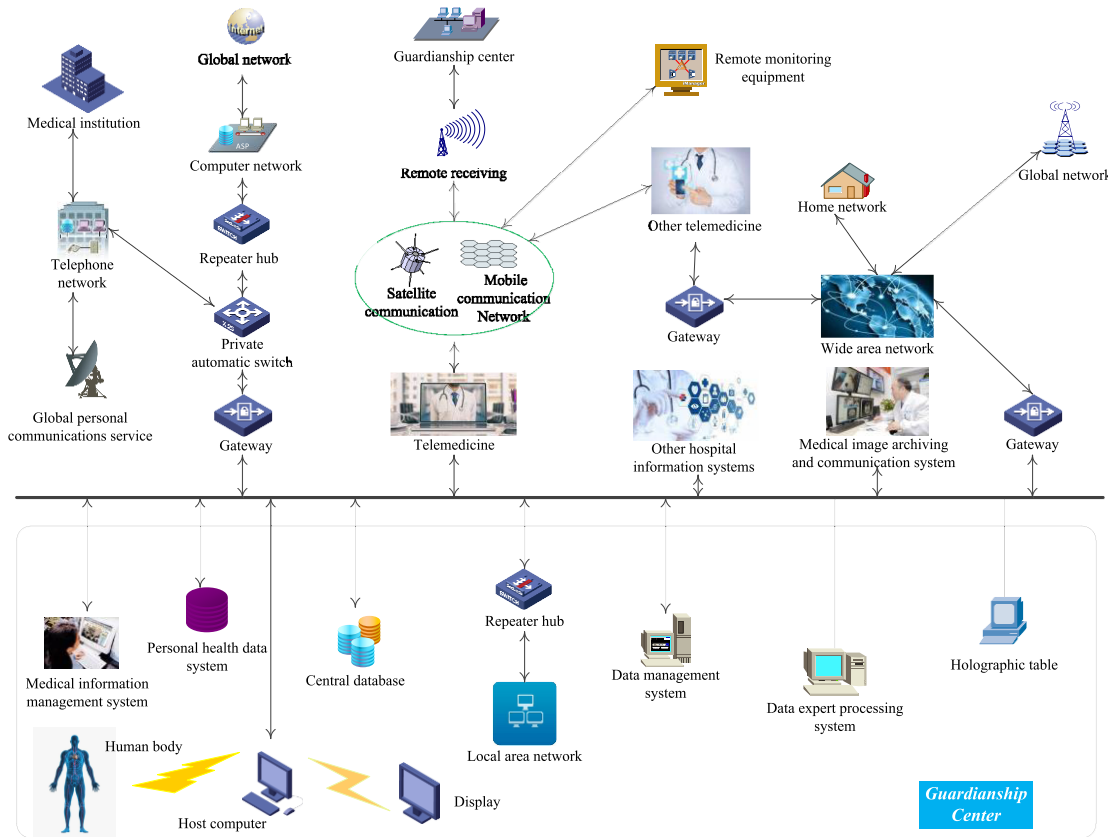 Internet
Global network
Guardianship center
Remote monitoring
equipment
Medical institution
ASP
Computer network
Remote receiving
Global network
Home network
Other telemedicine
Telephone
network
Repeater hub
Satellite
communication
Mobile
communication
Network
Private
automatic switch
Gateway
Wide area network
Global personal
communications service
Gateway
Telemedicine
Other hospital
information systems
Medical image archiving
and communication system
Gateway
Repeater hub
Personal health data
system
Medical information
management system
Central database
Data management
system
Holographic table
Data expert processing
system
Human body
Local area network
Host computer
Display
Guardianship
Center